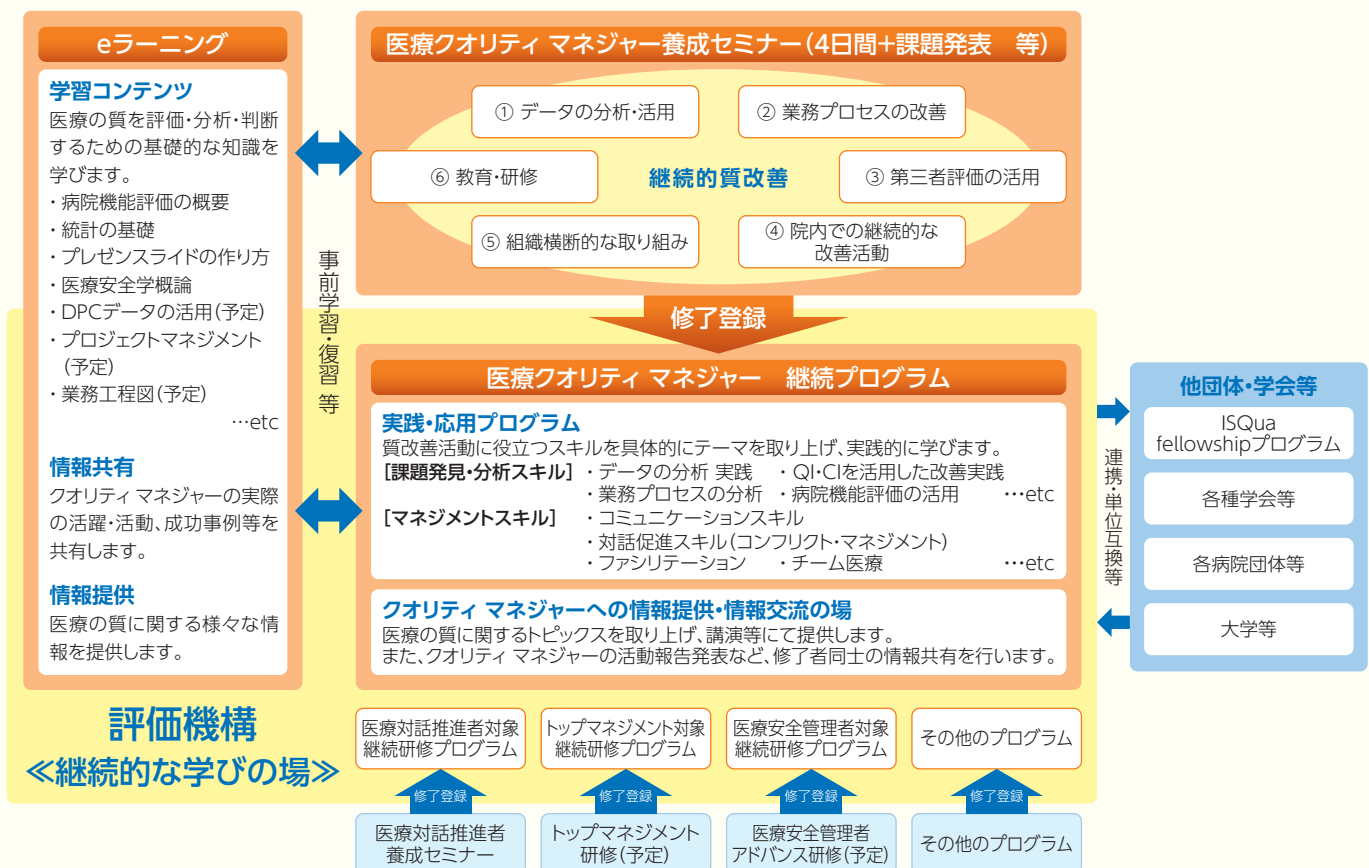 eラーニング
学習コンテンツ
医療の質を評価・分析・判断
するための基礎的な知識を
学びます。
・病院機能評価の概要
・統計の基礎
・プレゼンスライドの作り方
・医療安全学概論
・DPCデータの活用(予定)
・プロジェクトマネジメント
(予定)
・業務工程図(予定)
…etc
情報共有
クオリティ マネジャーの実際
の活躍・活動、成功事例等を
共有します。
情報提供
医療の質に関する様々な情
報を提供します。
事前学習・復習 等
医療クオリティ マネジャー養成セミナー(4日間+課題発表 等)
① データの分析・活用
② 業務プロセスの改善
⑥ 教育・研修
継続的質改善
③ 第三者評価の活用
⑤ 組織横断的な取り組み
④ 院内での継続的な
改善活動
修了登録
医療クオリティ マネジャー 継続プログラム
実践・応用プログラム
質改善活動に役立つスキルを具体的にテーマを取り上げ、実践的に学びます。
[課題発見・分析スキル] ・データの分析 実践 ・QI・CIを活用した改善実践
・業務プロセスの分析 ・病院機能評価の活用 …etc
[マネジメントスキル] ・コミュニケーションスキル
・対話促進スキル(コンフリクト・マネジメント)
・ファシリテーション ・チーム医療 …etc
クオリティ マネジャーへの情報提供・情報交流の場
医療の質に関するトピックスを取り上げ、講演等にて提供します。
また、クオリティ マネジャーの活動報告発表など、修了者同士の情報共有を行います。
連携・単位互換等
他団体・学会等
ISQua
fellowshipプログラム
各種学会等
各病院団体等
大学等
評価機構
≪継続的な学びの場≫
医療対話推進者対象
継続研修プログラム
トップマネジメント対象
継続研修プログラム
医療安全管理者対象
継続研修プログラム
その他のプログラム
修了登録
修了登録
修了登録
修了登録
医療対話推進者
養成セミナー
トップマネジメント
研修(予定)
医療安全管理者
アドバンス研修(予定)
その他のプログラム